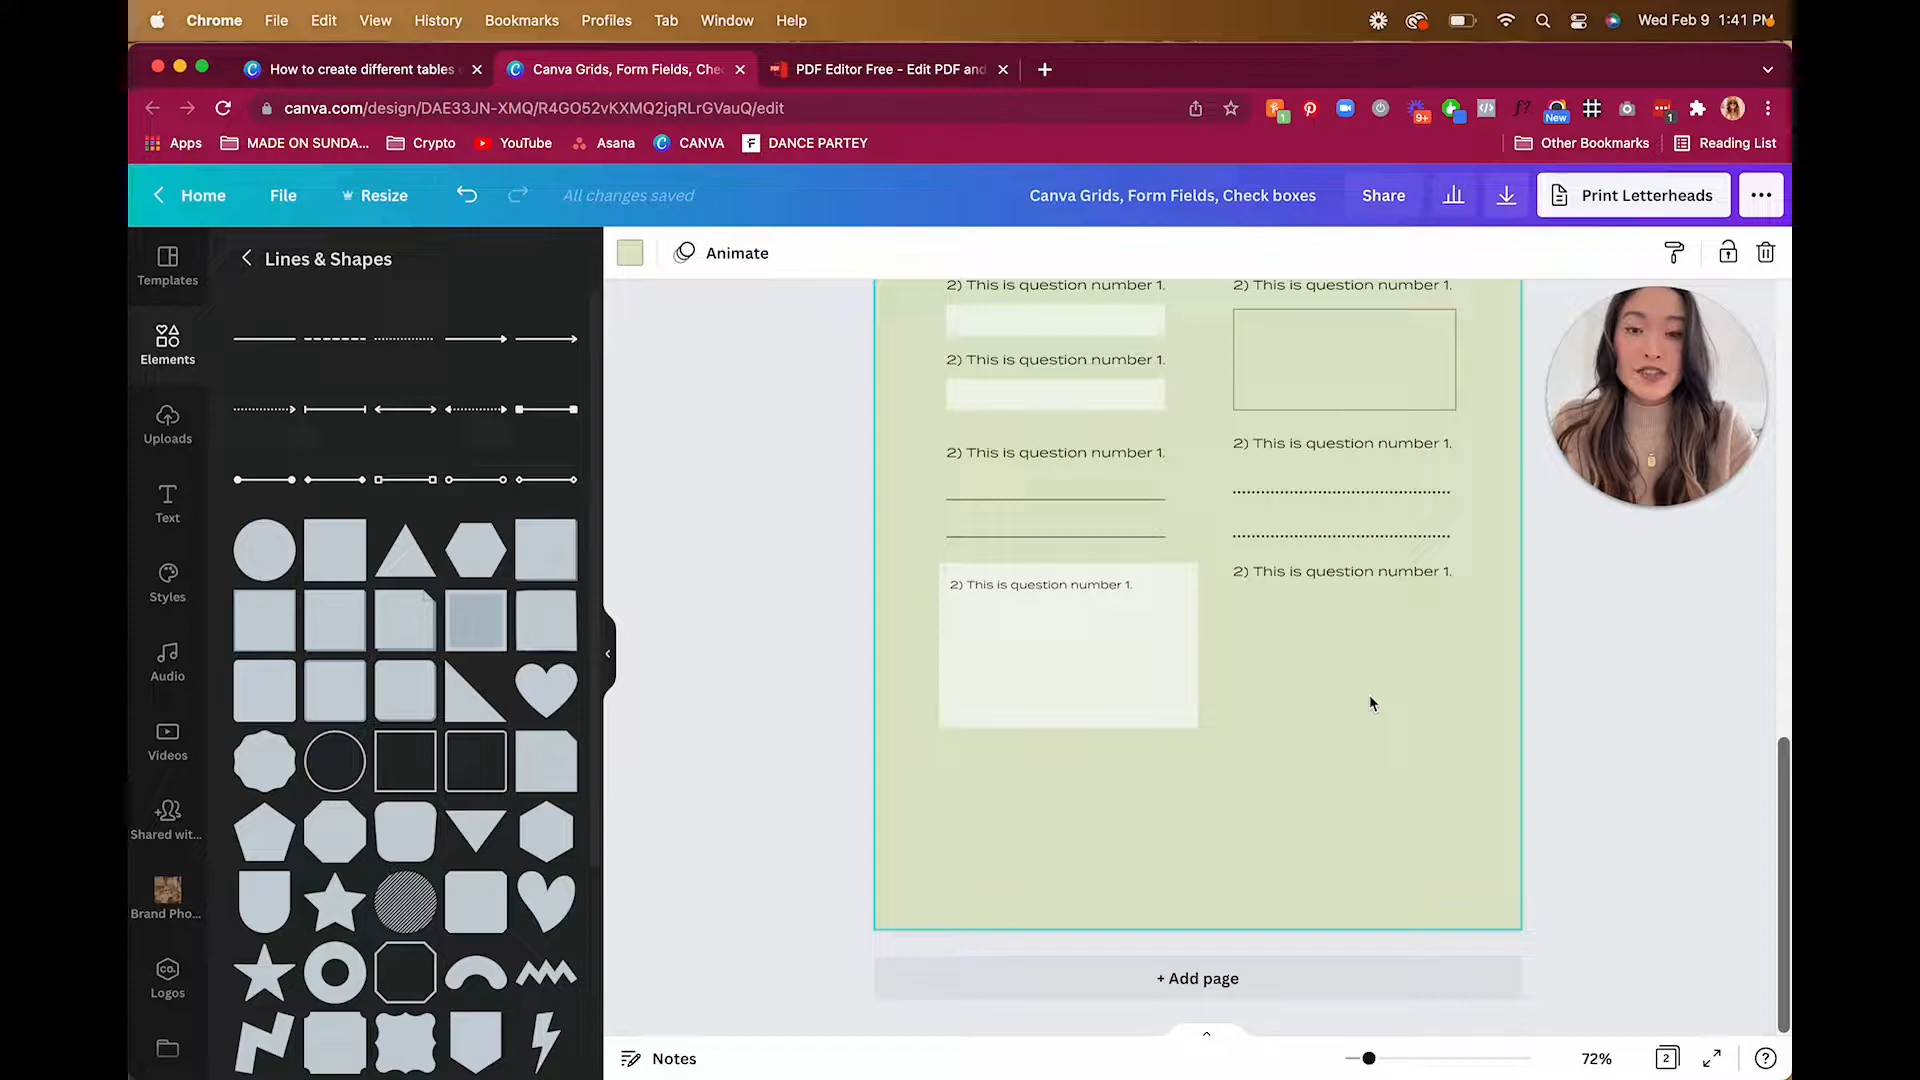 Chrome File Edit View History Bookmarks Profiles Tab Window Help Wed Feb 9 1:41 PM
How to create different tables Canva Grids, Form Fields, Che PDF Editor Free - Edit PDF and
canva.com/design/DAE33JN-XMQ/R4GO52vKXMQ2jqRLrGVauQ/edit
Apps MADE ON SUNDA... Crypto YouTube Asana CANVA DANCE PARTEY Other Bookmarks Reading List
Home File Resize All changes saved Canva Grids, Form Fields, Check boxes Share Print Letterheads
Templates
Elements
Uploads
Text
Styles
Audio
Videos
Shared wit...
Brand Pho...
CO.
Logos
Lines & Shapes
Animate
2) This is question number 1.
2) This is question number 1.
2) This is question number 1.
2) This is question number 1.
2) This is question number 1.
2) This is question number 1.
2) This is question number 1.
+ Add page
Notes 72% 2 ?